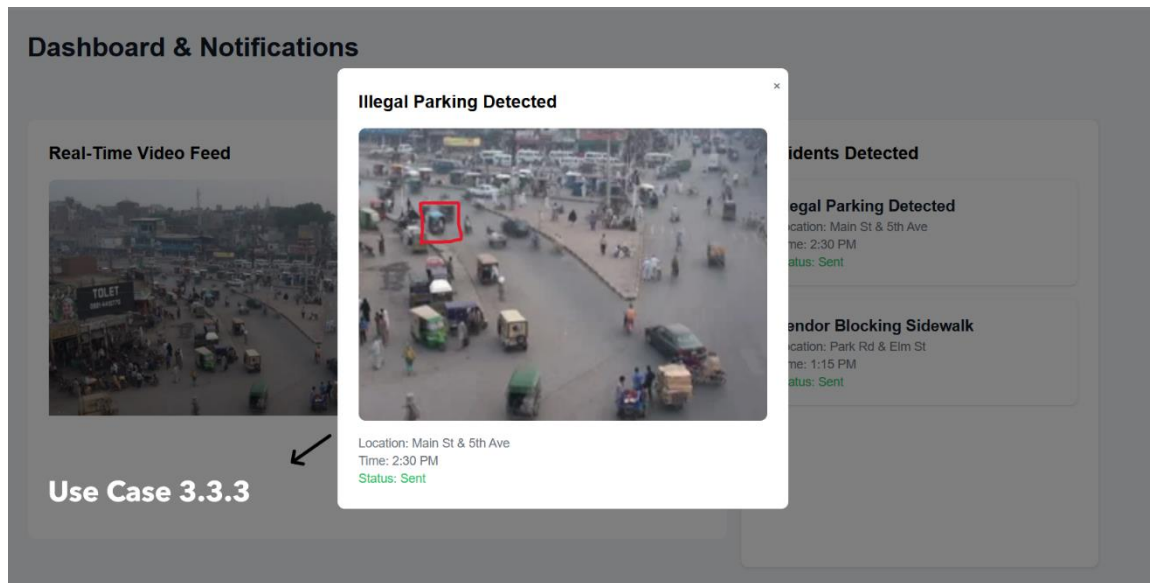 Dashboard & Notifications
Illegal Parking Detected
×
Real-Time Video Feed
TOLET
Location: Main St & 5th Ave
Time: 2:30 PM
Status: Sent
Use Case 3.3.3
idents Detected
egal Parking Detected
cation: Main St & 5th Ave
me: 2:30 PM
atus: Sent
endor Blocking Sidewalk
cation: Park Rd & Elm St
me: 1:15 PM
atus: Sent